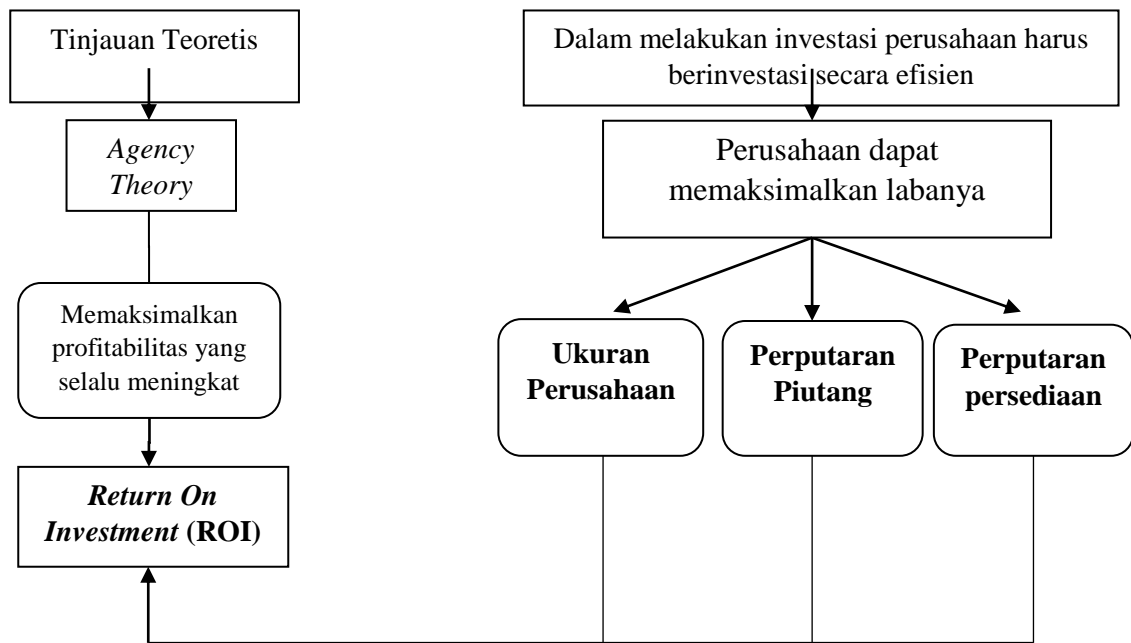 Tinjauan Teoretis
Agency
Theory
Memaksimalkan
profitabilitas yang
selalu meningkat
Return On
Investment (ROI)
Dalam melakukan investasi perusahaan harus
berinvestasi secara efisien
Perusahaan dapat
memaksimalkan labanya
Ukuran
Perusahaan
Perputaran
Piutang
Perputaran
persediaan